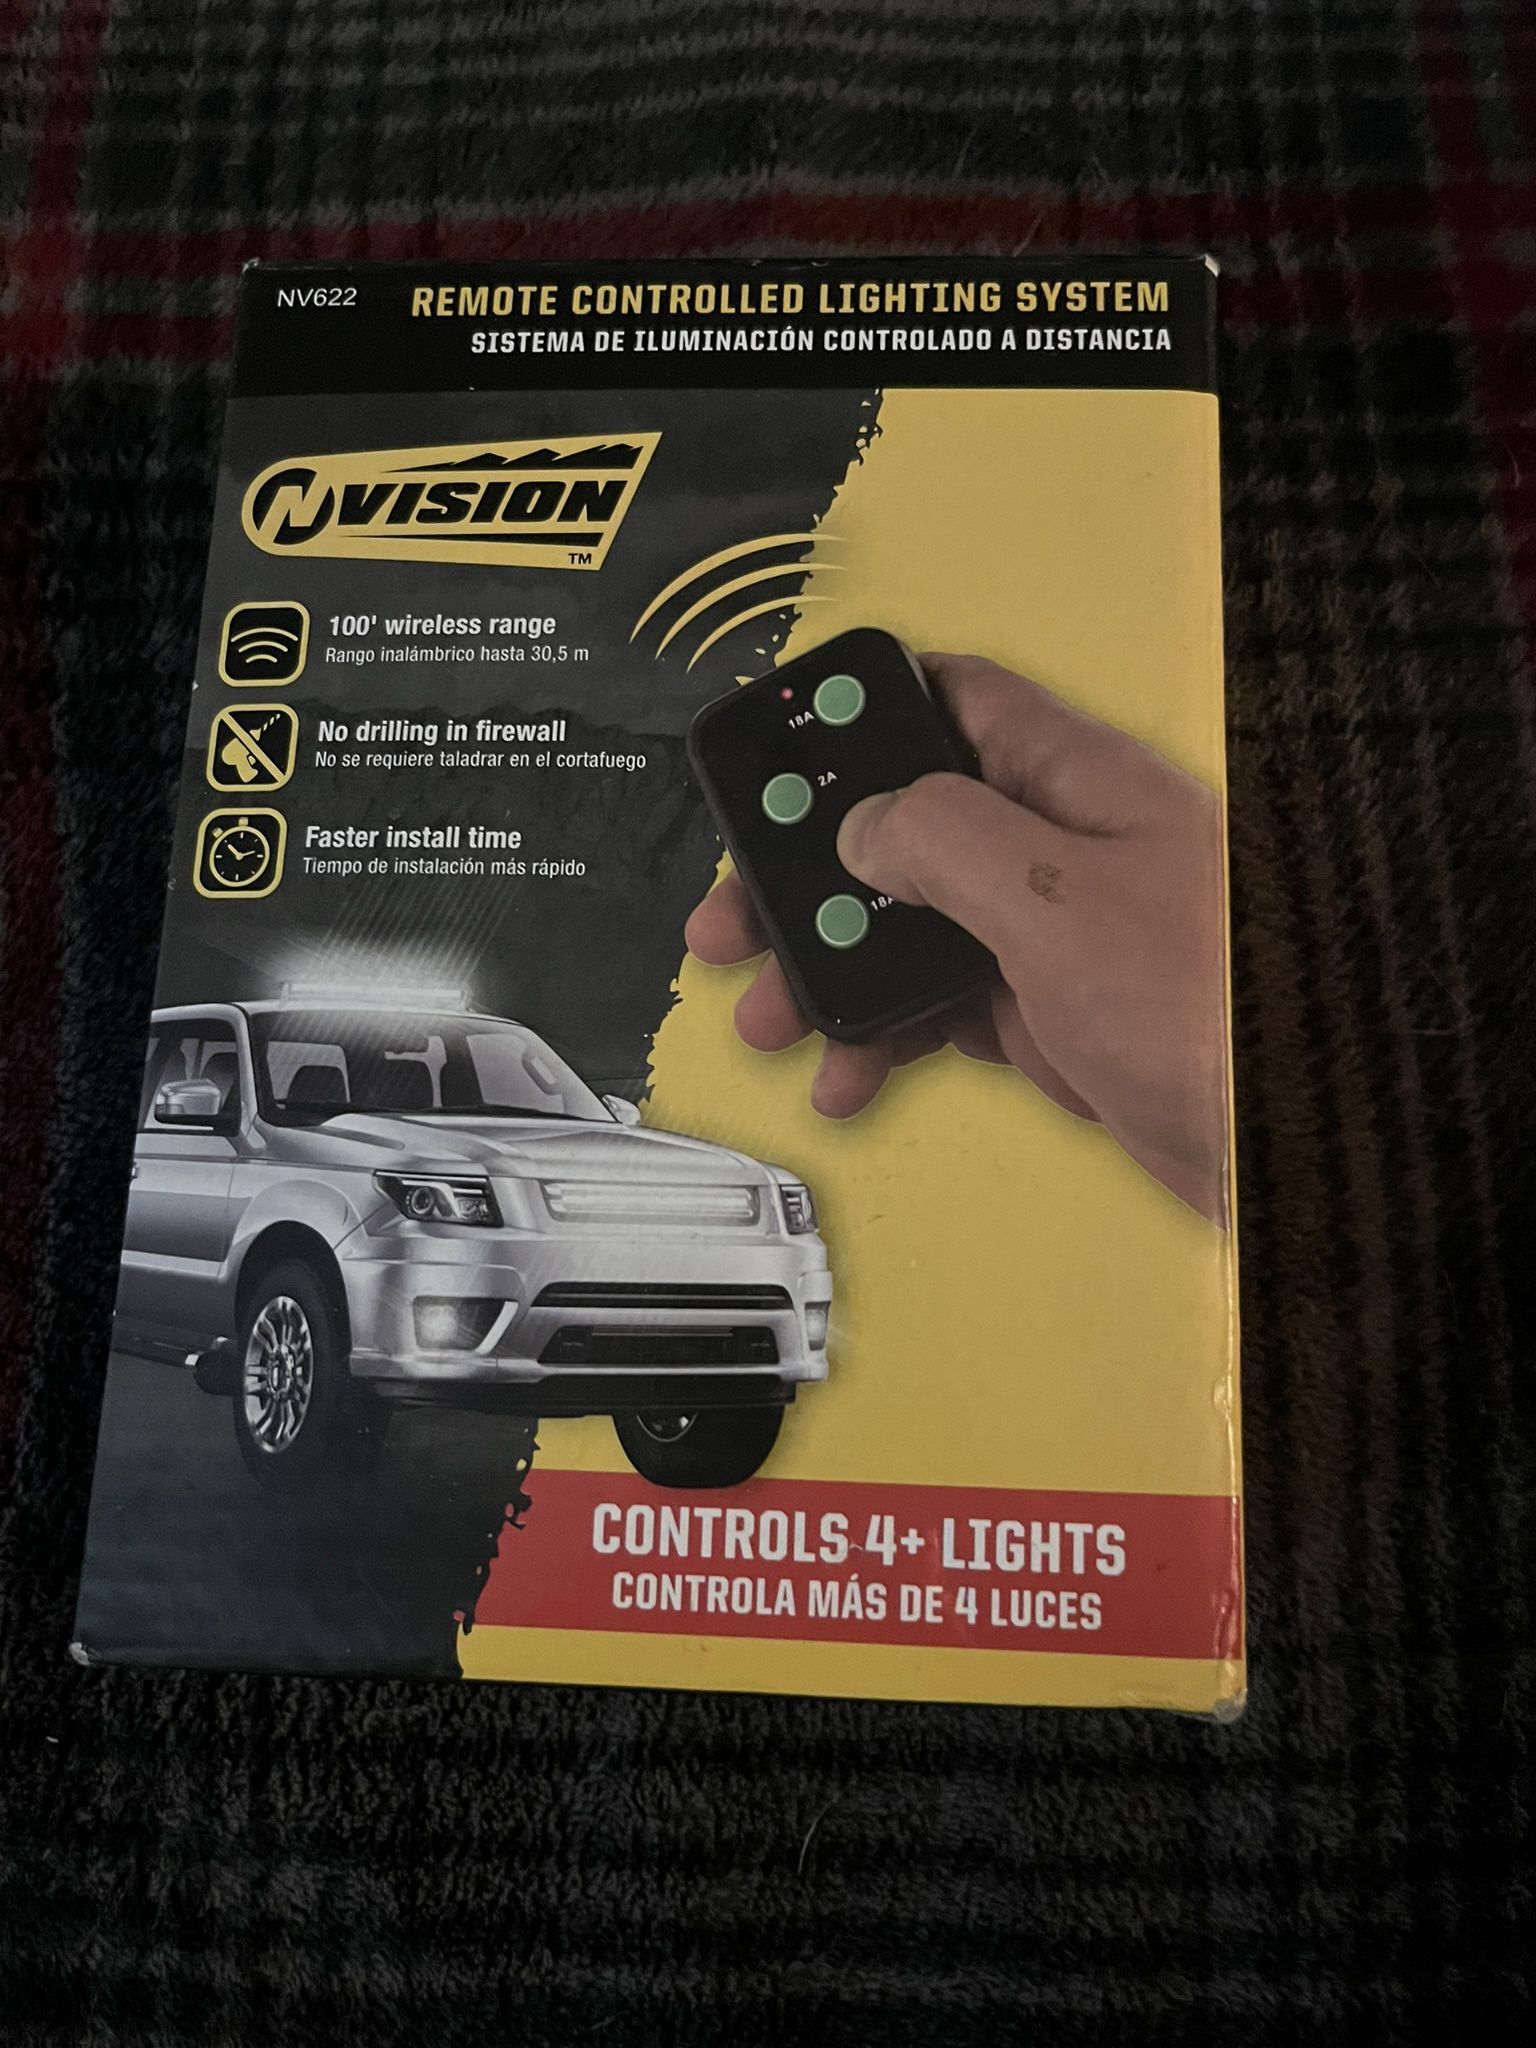 NV622
REMOTE CONTROLLED LIGHTING SYSTEM
SISTEMA DE ILUMINACIÓN CONTROLADO A DISTANCIA
NVISION
TM
100' wireless range
Rango inalámbrico hasta 30,5 m
No drilling in firewall
No se requiere taladrar en el cortafuego
Faster install time
Tiempo de instalación más rápido
18A
2A
18A
CONTROLS 4+ LIGHTS
CONTROLA MÁS DE 4 LUCES